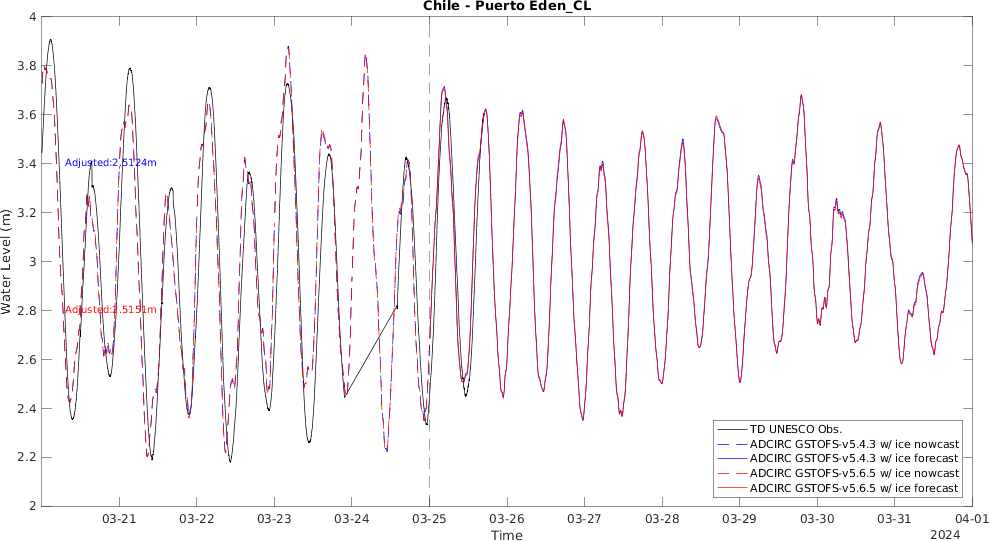 Chile - Puerto Eden_CL
4
3.8
3.6
3.4
3.2
3
2.8
2.6
2.4
2.2
2
Water Level (m)
Adjusted:2.5124m
Adjusted:2.5151m
TD UNESCO Obs.
ADCIRC GSTOFS-v5.4.3 w/ ice nowcast
ADCIRC GSTOFS-v5.4.3 w/ ice forecast
ADCIRC GSTOFS-v5.6.5 w/ ice nowcast
ADCIRC GSTOFS-v5.6.5 w/ ice forecast
03-21 03-22 03-23 03-24 03-25 03-26 03-27 03-28 03-29 03-30 03-31 04-01
Time
2024